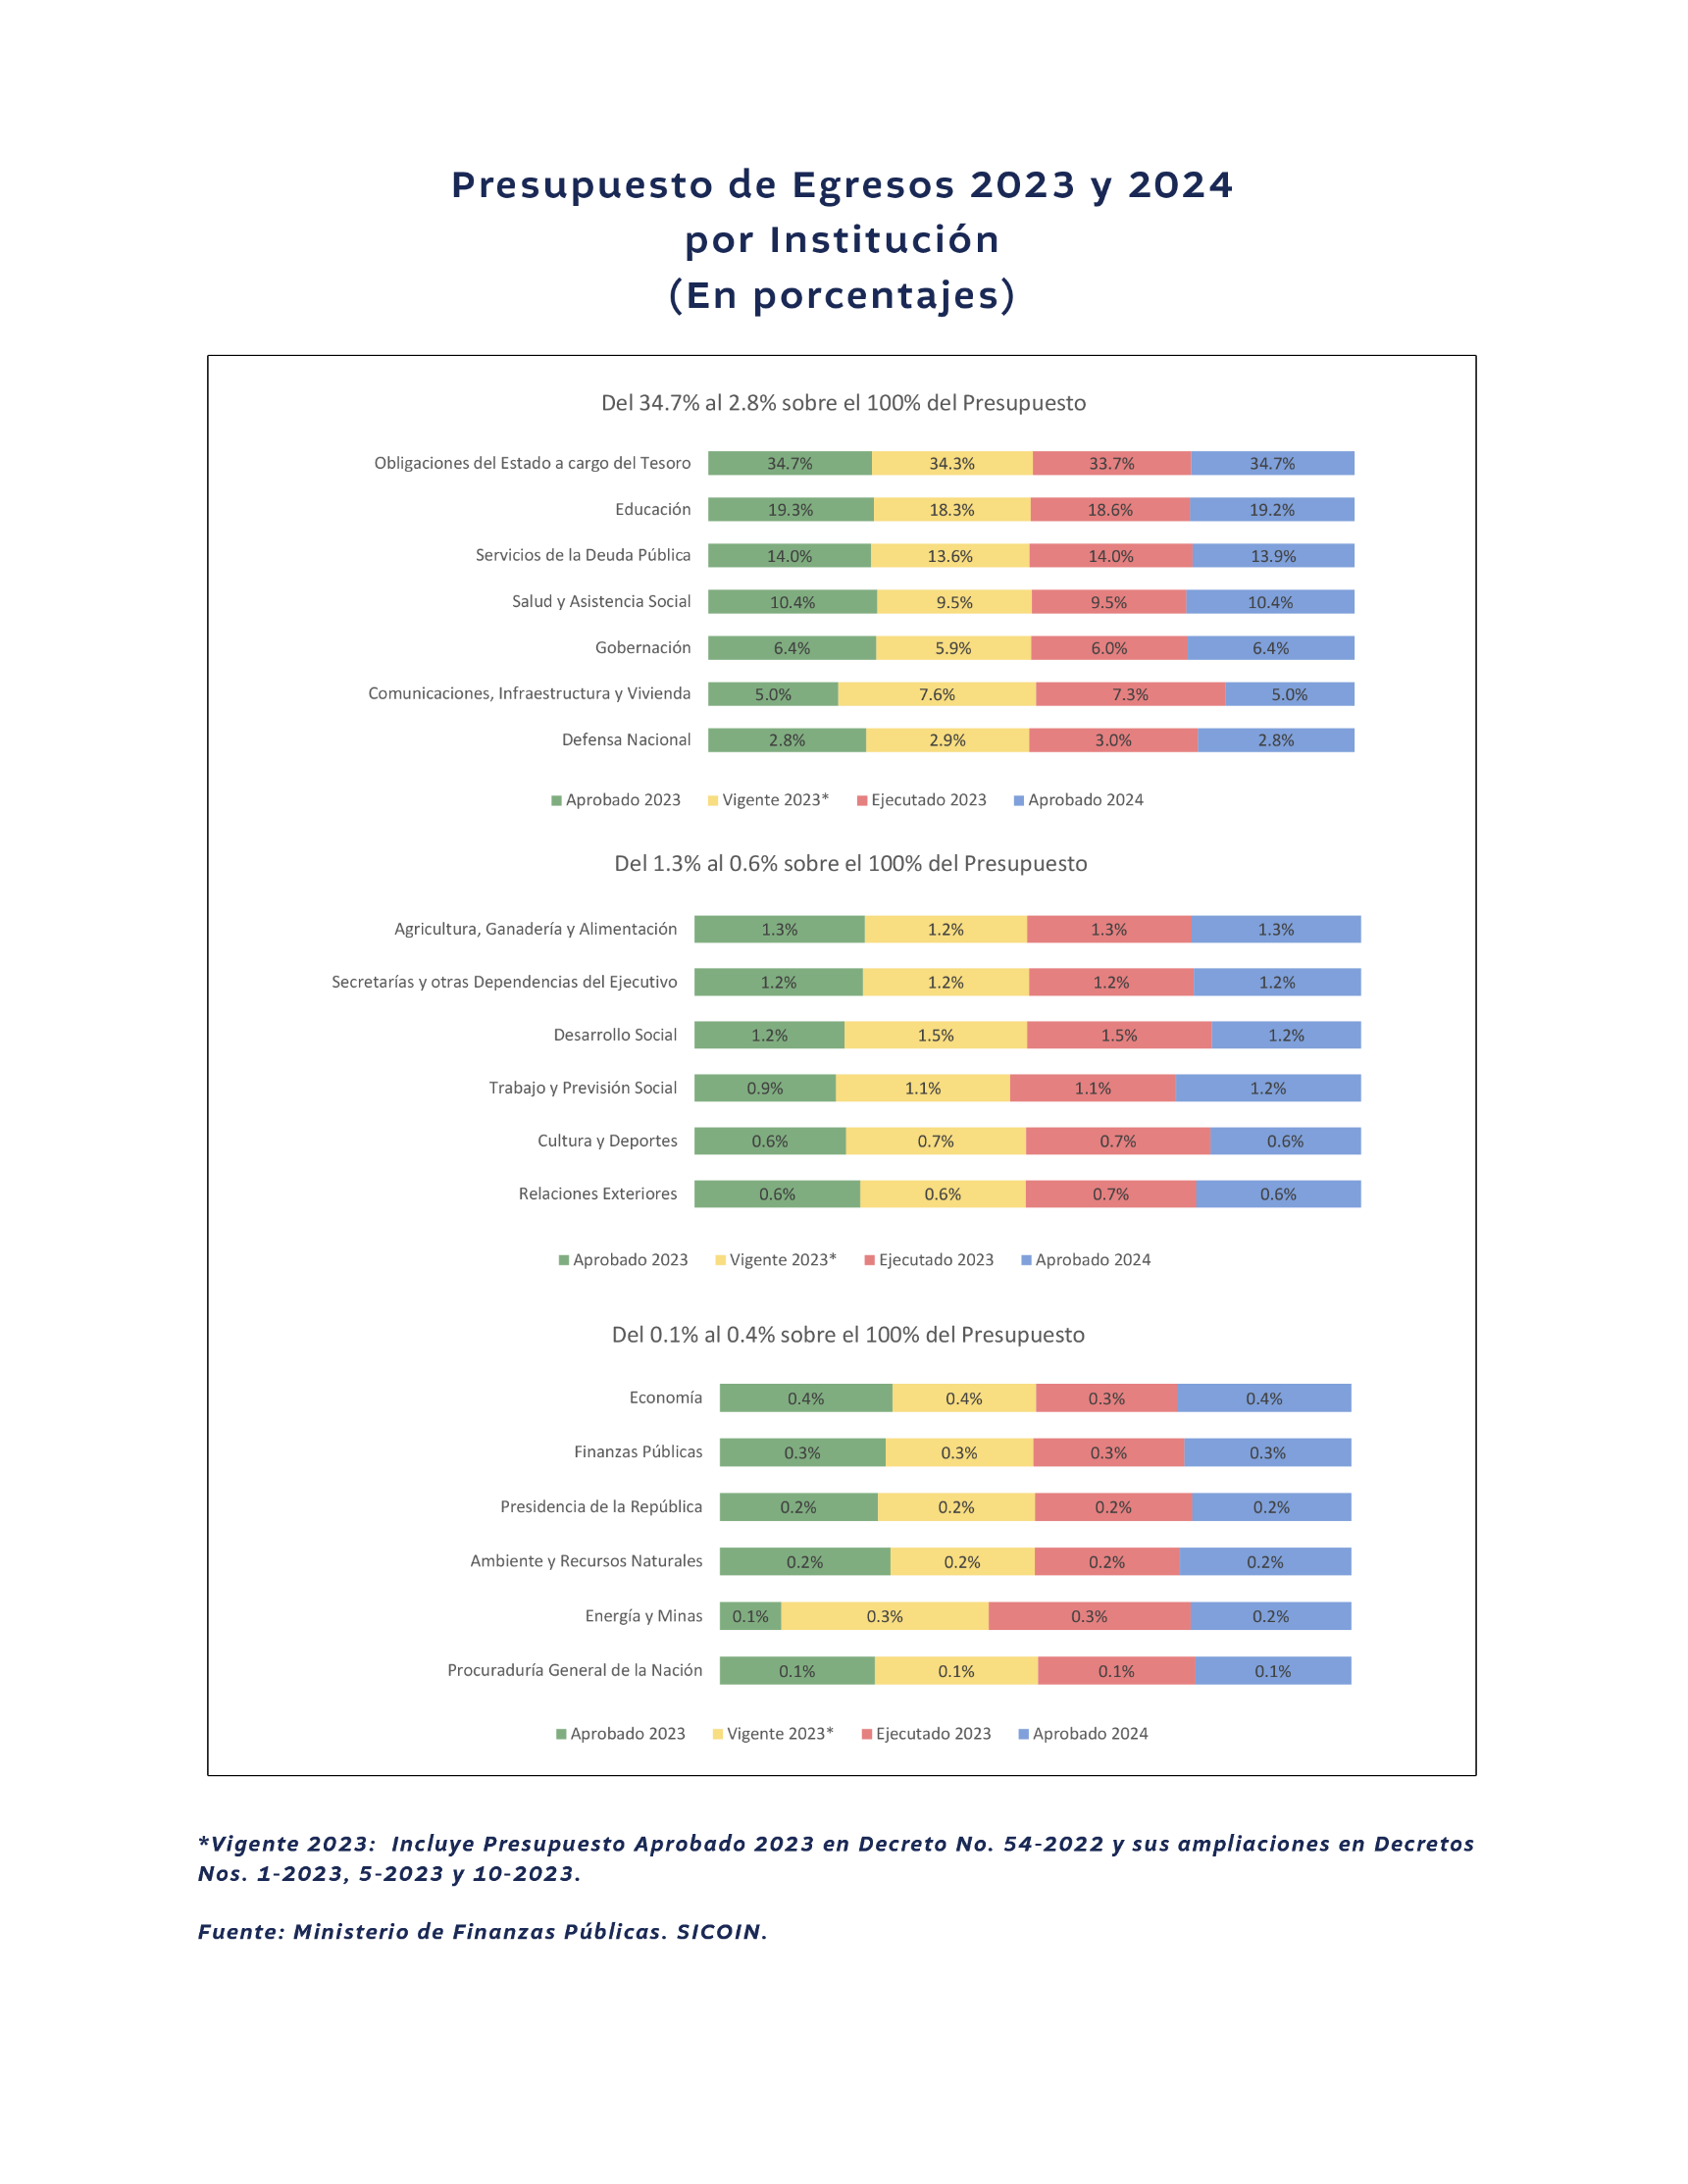 Presupuesto de Egresos 2023 y 2024
por Institución
(En porcentajes)
Del 34.7% al 2.8% sobre el 100% del Presupuesto
Obligaciones del Estado a cargo del Tesoro 34.7% 34.3% 33.7% 34.7%
Educación 19.3% 18.3% 18.6% 19.2%
Servicios de la Deuda Pública 14.0% 13.6% 14.0% 13.9%
Salud y Asistencia Social 10.4% 9.5% 9.5% 10.4%
Gobernación 6.4% 5.9% 6.0% 6.4%
Comunicaciones, Infraestructura y Vivienda 5.0% 7.6% 7.3% 5.0%
Defensa Nacional 2.8% 2.9% 3.0% 2.8%
Aprobado 2023 Vigente 2023* Ejecutado 2023 Aprobado 2024
Del 1.3% al 0.6% sobre el 100% del Presupuesto
Agricultura, Ganadería y Alimentación 1.3% 1.2% 1.3% 1.3%
Secretarías y otras Dependencias del Ejecutivo 1.2% 1.2% 1.2% 1.2%
Desarrollo Social 1.2% 1.5% 1.5% 1.2%
Trabajo y Previsión Social 0.9% 1.1% 1.1% 1.2%
Cultura y Deportes 0.6% 0.7% 0.7% 0.6%
Relaciones Exteriores 0.6% 0.6% 0.7% 0.6%
Aprobado 2023 Vigente 2023* Ejecutado 2023 Aprobado 2024
Del 0.1% al 0.4% sobre el 100% del Presupuesto
Economía 0.4% 0.4% 0.3% 0.4%
Finanzas Públicas 0.3% 0.3% 0.3% 0.3%
Presidencia de la República 0.2% 0.2% 0.2% 0.2%
Ambiente y Recursos Naturales 0.2% 0.2% 0.2% 0.2%
Energía y Minas 0.1% 0.3% 0.3% 0.2%
Procuraduría General de la Nación 0.1% 0.1% 0.1% 0.1%
Aprobado 2023 Vigente 2023* Ejecutado 2023 Aprobado 2024
*Vigente 2023: Incluye Presupuesto Aprobado 2023 en Decreto No. 54-2022 y sus ampliaciones en Decretos
Nos. 1-2023, 5-2023 y 10-2023.
Fuente: Ministerio de Finanzas Públicas. SICOIN.